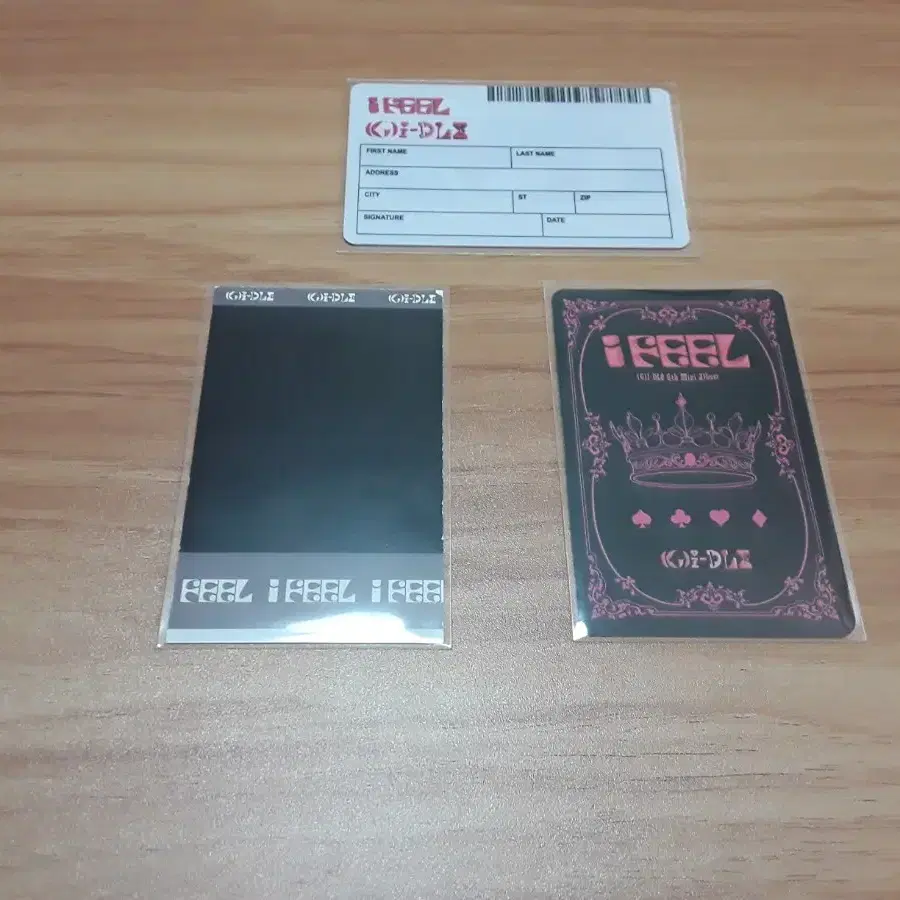 i FEEL
(G)I-DLE
FIRST NAME LAST NAME
ADDRESS
CITY ST ZIP
SIGNATURE DATE
(G)I-DLE (G)I-DLE (G)I-DLE
FEEL i FEEL i FEE
i FEEL
(G)I-DLE 6th Mini Album
(G)I-DLE